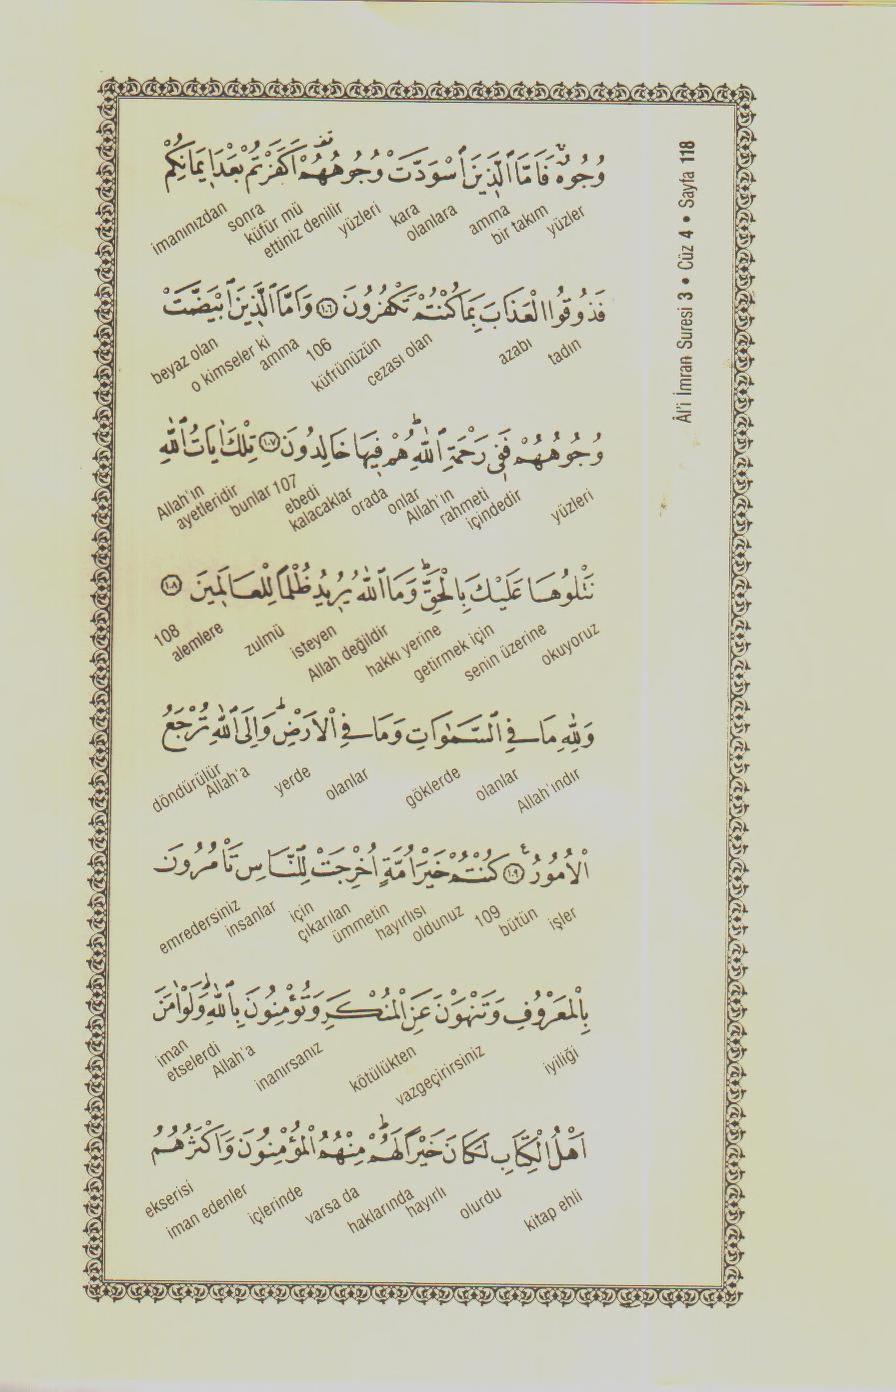 Âl'i İmran Suresi 3 • Cüz 4 • Sayfa 118
وُجُوهٌۚ فَاَمَّا الَّذ۪ينَ اسْوَدَّتْ وُجُوهُهُمْ اَكَفَرْتُمْ بَعْدَ ا۪يمَانِكُمْ
yüzler bir takım amma olanlara kara yüzleri ettiniz denilir küfür mü sonra imanınızdan
فَذُوقُوا الْعَذَابَ بِمَا كُنْتُمْ تَكْفُرُونَ ﴿١٠٦﴾ وَاَمَّا الَّذ۪ينَ ابْيَضَّتْ
tadın azabı cezası olan küfrünüzün 106 amma o kimseler ki beyaz olan
وُجُوهُهُمْ فَف۪ي رَحْمَةِ اللّٰهِۜ هُمْ ف۪يهَا خَالِدُونَ ﴿١٠٧﴾ تِلْكَ اٰيَاتُ اللّٰهِ
yüzleri içindedir rahmeti Allah'ın onlar orada kalacaklar ebedi 107 bunlar ayetleridir Allah'ın
نَتْلُوهَا عَلَيْكَ بِالْحَقِّۜ وَمَا اللّٰهُ يُر۪يدُ ظُلْمًا لِلْعَالَم۪ينَ ﴿١٠٨﴾
okuyoruz senin üzerine getirmek için hakkı yerine Allah değildir isteyen zulmü alemlere 108
وَلِلّٰهِ مَا فِي السَّمٰوَاتِ وَمَا فِي الْاَرْضِۜ وَاِلَى اللّٰهِ تُرْجَعُ
Allah'ındır olanlar göklerde olanlar yerde Allah'a döndürülür
الْاُمُورُ۟ ﴿١٠٩﴾ كُنْتُمْ خَيْرَ اُمَّةٍ اُخْرِجَتْ لِلنَّاسِ تَأْمُرُونَ
işler bütün 109 oldunuz hayırlısı ümmetin çıkarılan için insanlar emredersiniz
بِالْمَعْرُوفِ وَتَنْهَوْنَ عَنِ الْمُنْكَرِ وَتُؤْمِنُونَ بِاللّٰهِۜ وَلَوْ اٰمَنَ
iyiliği vazgeçirirsiniz kötülükten inanırsanız Allah'a etselerdi iman
اَهْلُ الْكِتَابِ لَكَانَ خَيْرًا لَهُمْۜ مِنْهُمُ الْمُؤْمِنُونَ وَاَكْثَرُهُمُ
kitap ehli olurdu hayırlı haklarında varsa da içlerinde iman edenler ekserisi